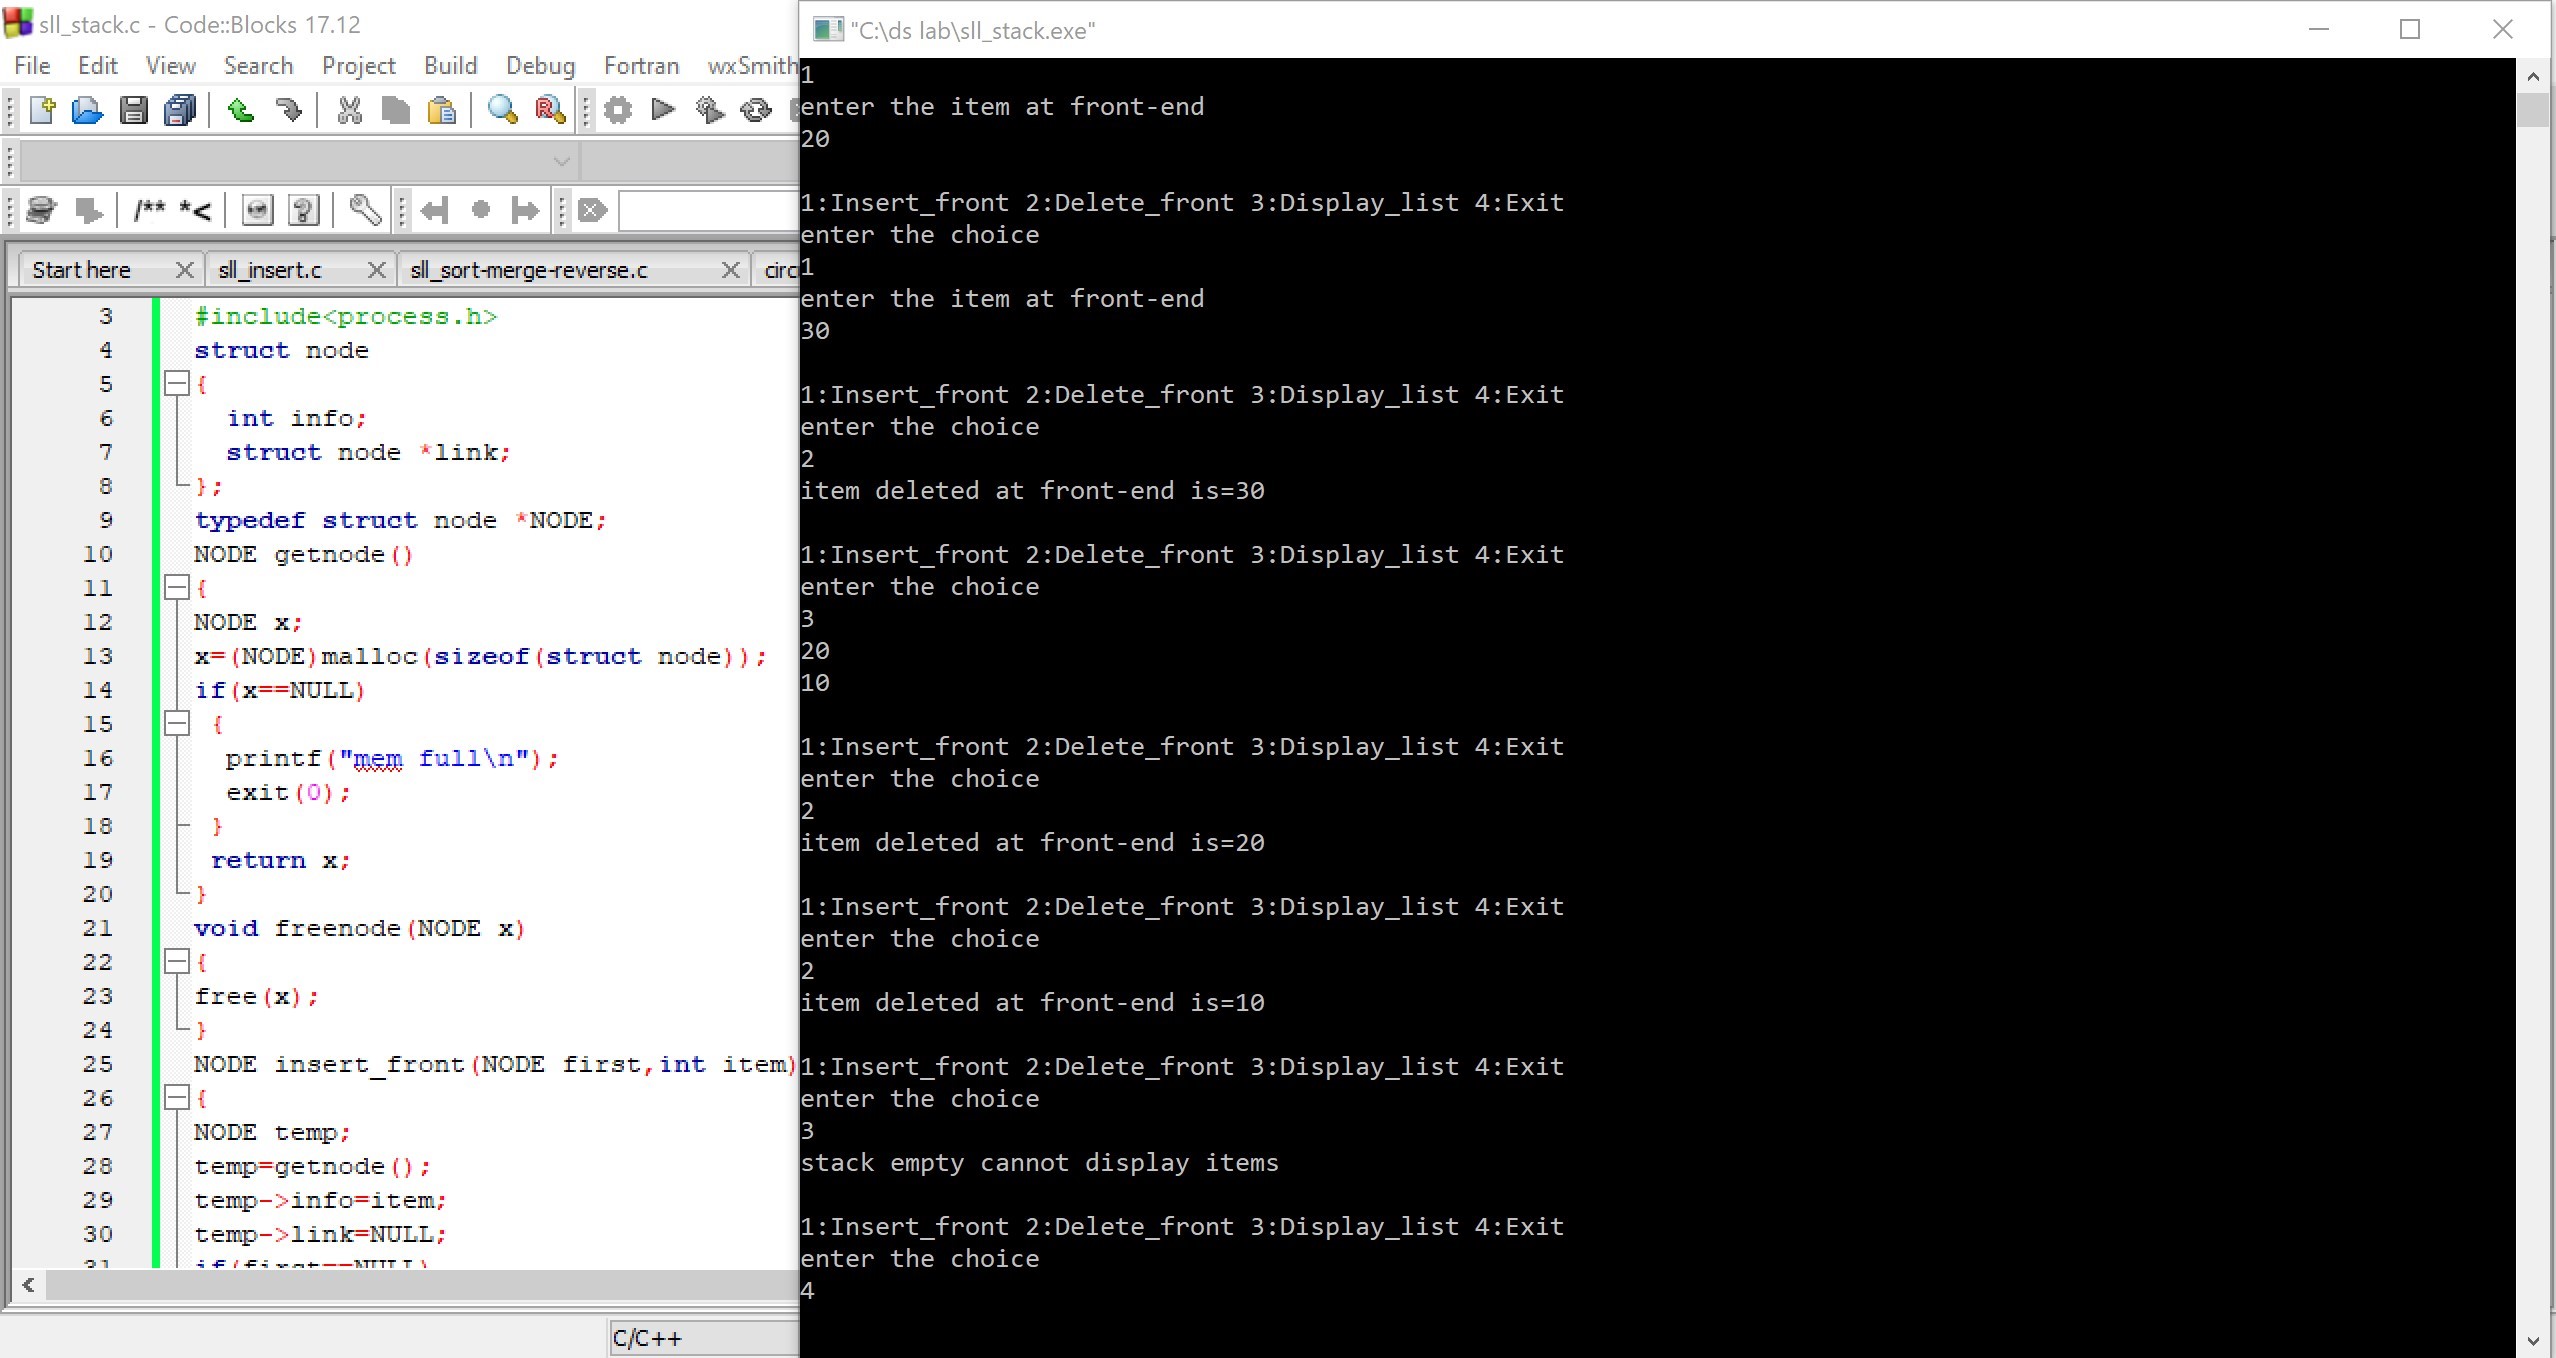 sll_stack.c - Code::Blocks 17.12
File Edit View Search Project Build Debug Fortran wxSmith
/** *<
Start here sll_insert.c sll_sort-merge-reverse.c circ
3 #include<process.h>
4 struct node
5 {
6 int info;
7 struct node *link;
8 };
9 typedef struct node *NODE;
10 NODE getnode()
11 {
12 NODE x;
13 x=(NODE)malloc(sizeof(struct node));
14 if(x==NULL)
15 {
16 printf("mem full\n");
17 exit(0);
18 }
19 return x;
20 }
21 void freenode(NODE x)
22 {
23 free(x);
24 }
25 NODE insert_front(NODE first,int item)
26 {
27 NODE temp;
28 temp=getnode();
29 temp->info=item;
30 temp->link=NULL;
31 if(first==NULL)
C/C++
"C:\ds lab\sll_stack.exe"
1
enter the item at front-end
20
1:Insert_front 2:Delete_front 3:Display_list 4:Exit
enter the choice
1
enter the item at front-end
30
1:Insert_front 2:Delete_front 3:Display_list 4:Exit
enter the choice
2
item deleted at front-end is=30
1:Insert_front 2:Delete_front 3:Display_list 4:Exit
enter the choice
3
20
10
1:Insert_front 2:Delete_front 3:Display_list 4:Exit
enter the choice
2
item deleted at front-end is=20
1:Insert_front 2:Delete_front 3:Display_list 4:Exit
enter the choice
2
item deleted at front-end is=10
1:Insert_front 2:Delete_front 3:Display_list 4:Exit
enter the choice
3
stack empty cannot display items
1:Insert_front 2:Delete_front 3:Display_list 4:Exit
enter the choice
4